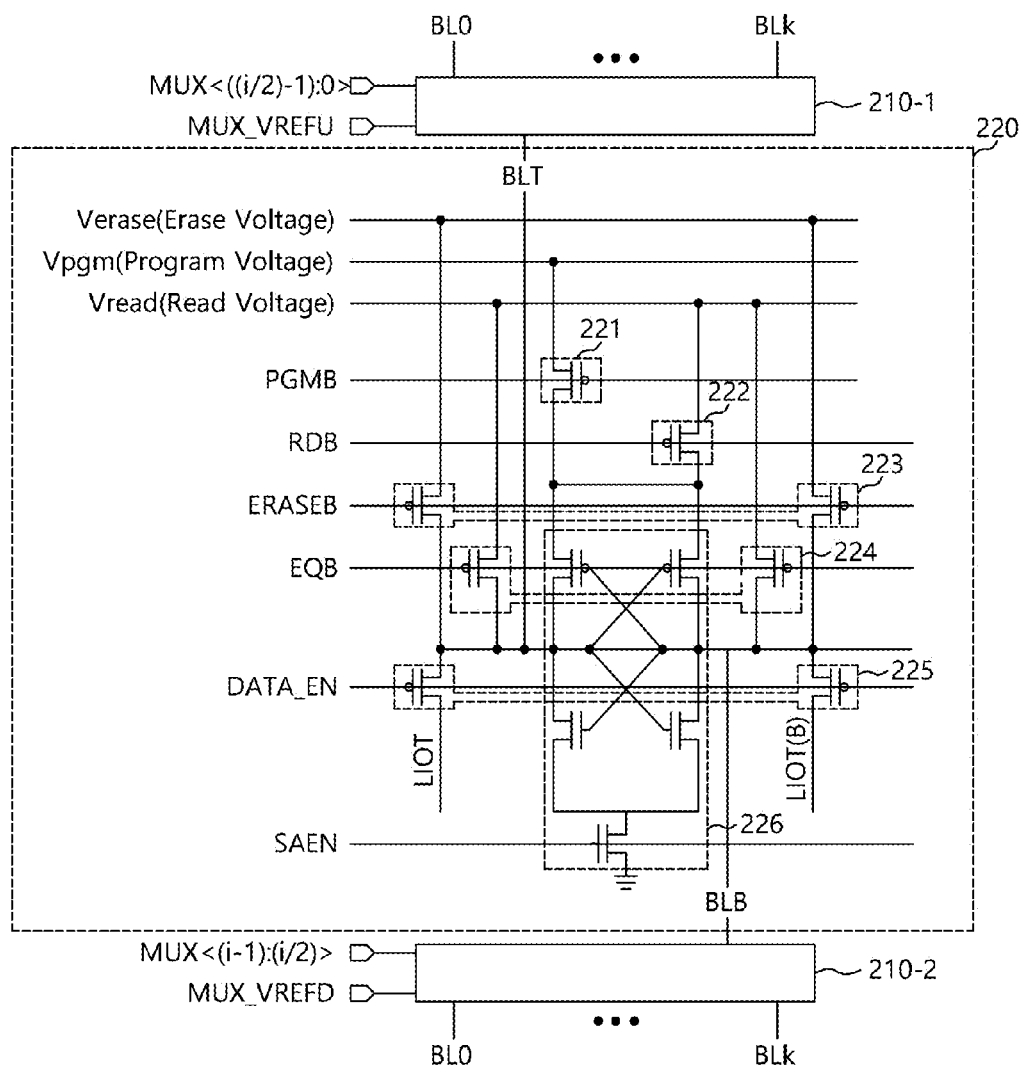 BL0
BLk
MUX<((i/2)-1):0>
210-1
MUX_VREFU
220
BLT
Verase(Erase Voltage)
Vpgm(Program Voltage)
Vread(Read Voltage)
221
PGMB
222
RDB
223
ERASEB
224
EQB
225
DATA_EN
LIOT
LIOT(B)
226
SAEN
BLB
MUX<(i-1):(i/2)>
210-2
MUX_VREFD
BL0
BLk